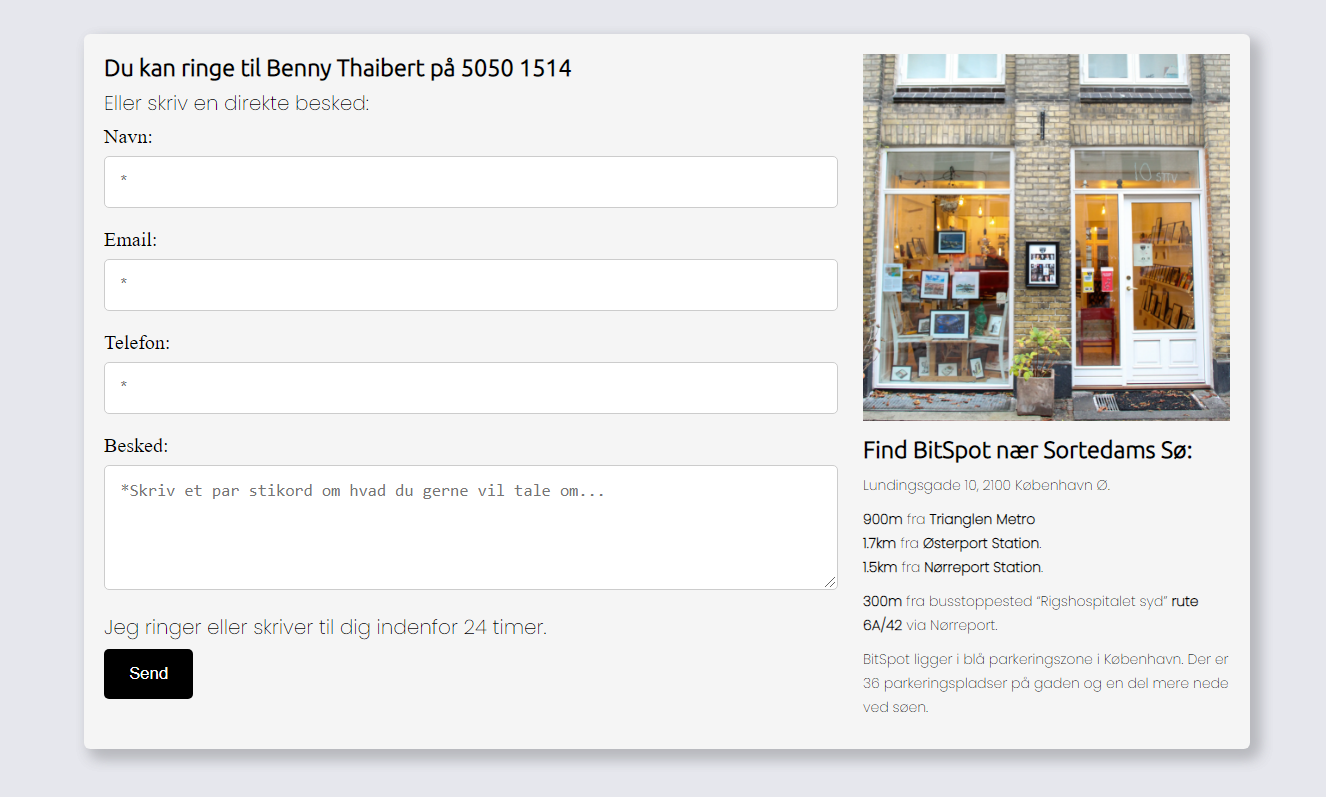 Du kan ringe til Benny Thaibert på 5050 1514
Eller skriv en direkte besked:
Navn:
*
Email:
*
Telefon:
*
Besked:
*Skriv et par stikord om hvad du gerne vil tale om...
Jeg ringer eller skriver til dig indenfor 24 timer.
Send
Find BitSpot nær Sortedams Sø:
Lundingsgade 10, 2100 København Ø.
900m fra Trianglen Metro
1.7km fra Østerport Station.
1.5km fra Nørreport Station.
300m fra busstoppested “Rigshospitalet syd” rute
6A/42 via Nørreport.
BitSpot ligger i blå parkeringszone i København. Der er
36 parkeringspladser på gaden og en del mere nede
ved søen.